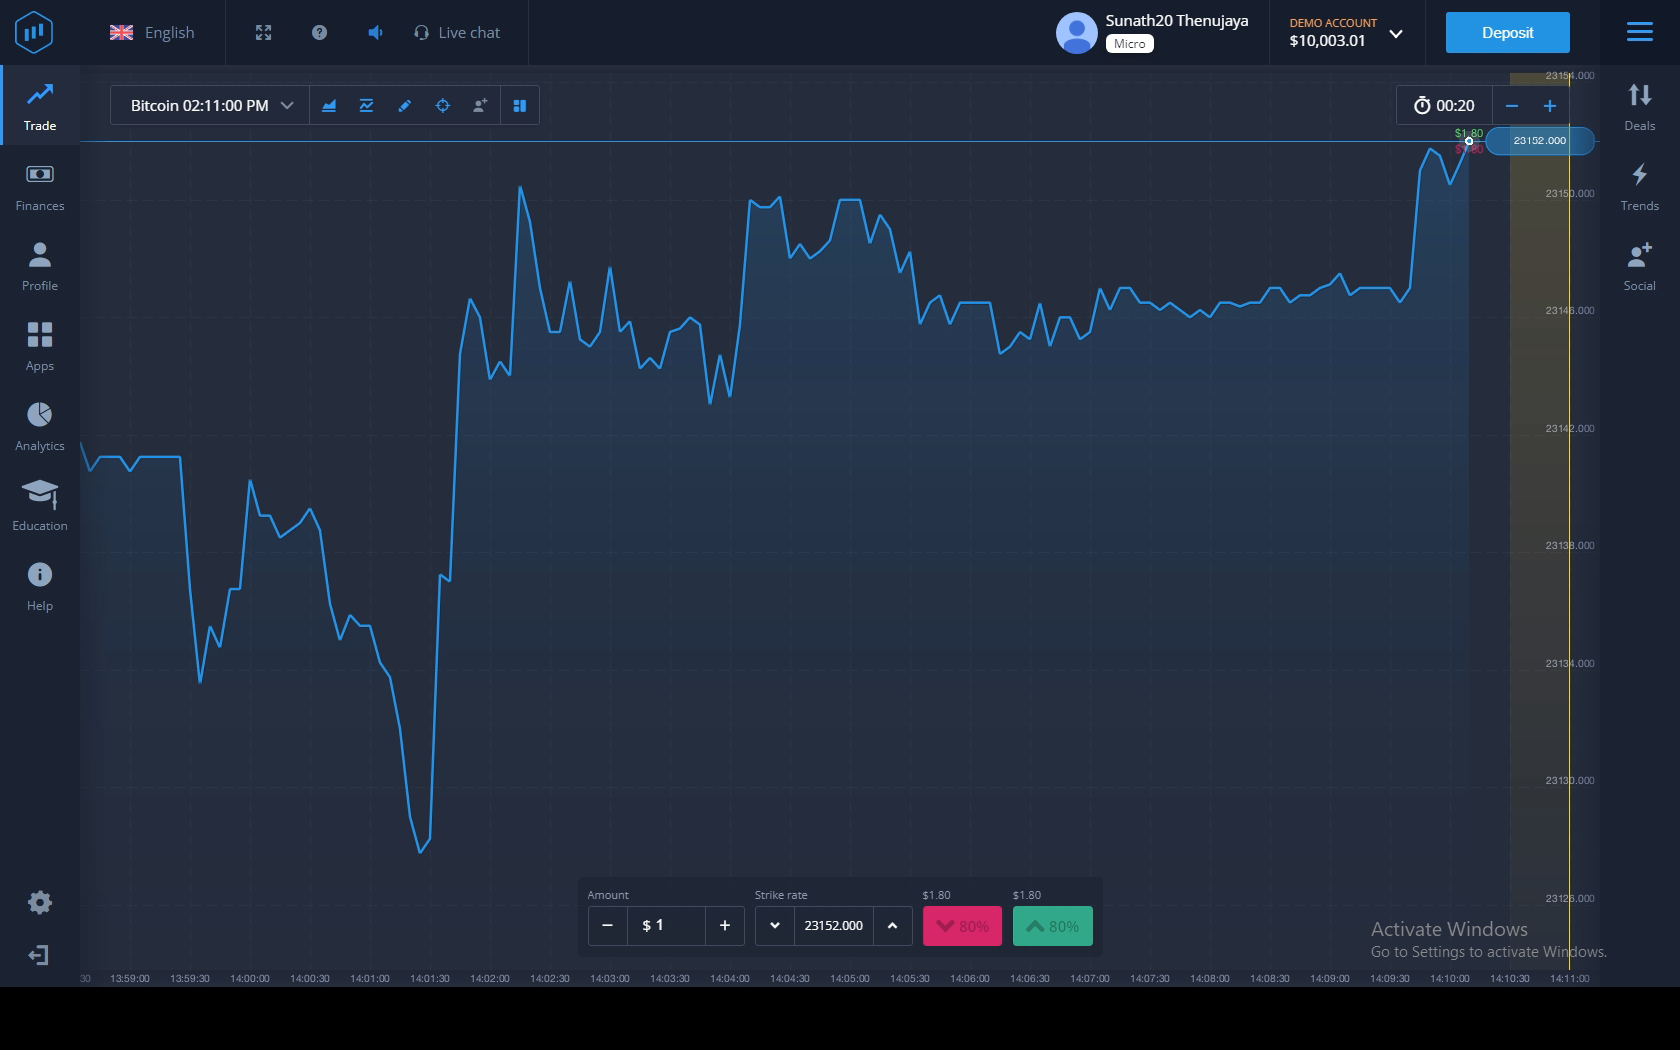 English
Live chat
Sunath20 Thenujaya
Micro
DEMO ACCOUNT
$10,003.01
Deposit
Trade
Finances
Profile
Apps
Analytics
Education
Help
Bitcoin 02:11:00 PM
00:20
$1.80
23152.000
23154.000
23150.000
23146.000
23142.000
23138.000
23134.000
23130.000
23126.000
Deals
Trends
Social
Amount
Strike rate
$1.80
$1.80
$ 1
23152.000
80%
80%
Activate Windows
Go to Settings to activate Windows.
:30 13:59:00 13:59:30 14:00:00 14:00:30 14:01:00 14:01:30 14:02:00 14:02:30 14:03:00 14:03:30 14:04:00 14:04:30 14:05:00 14:05:30 14:06:00 14:06:30 14:07:00 14:07:30 14:08:00 14:08:30 14:09:00 14:09:30 14:10:00 14:10:30 14:11:00